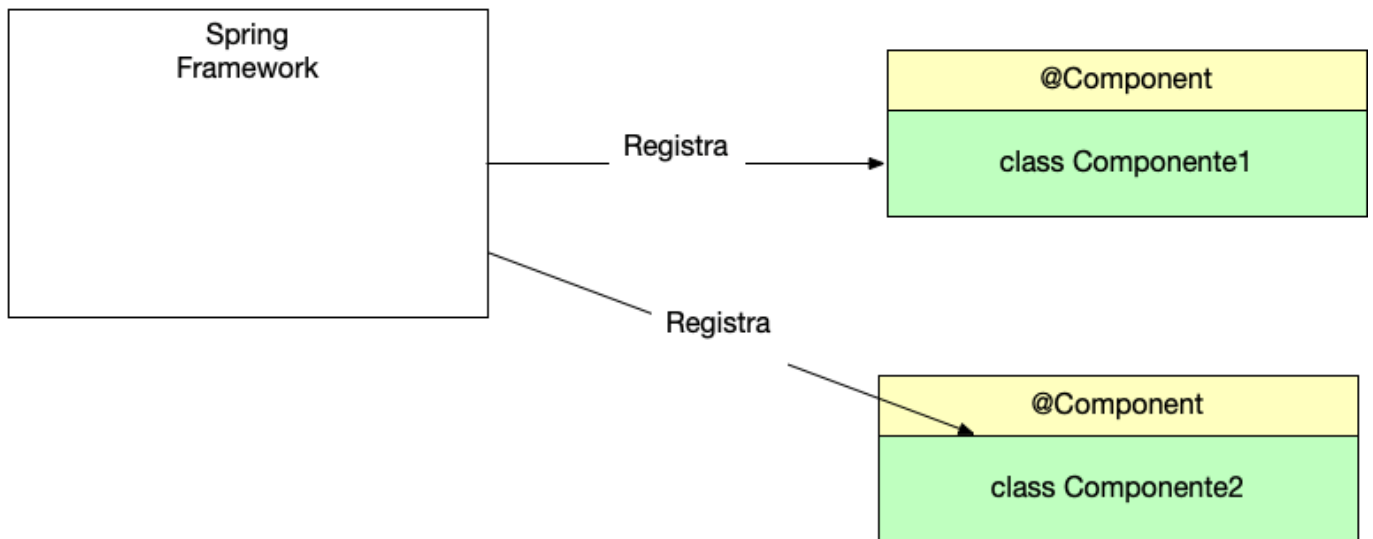 Spring
Framework
@Component
Registra
class Componente1
Registra
@Component
class Componente2